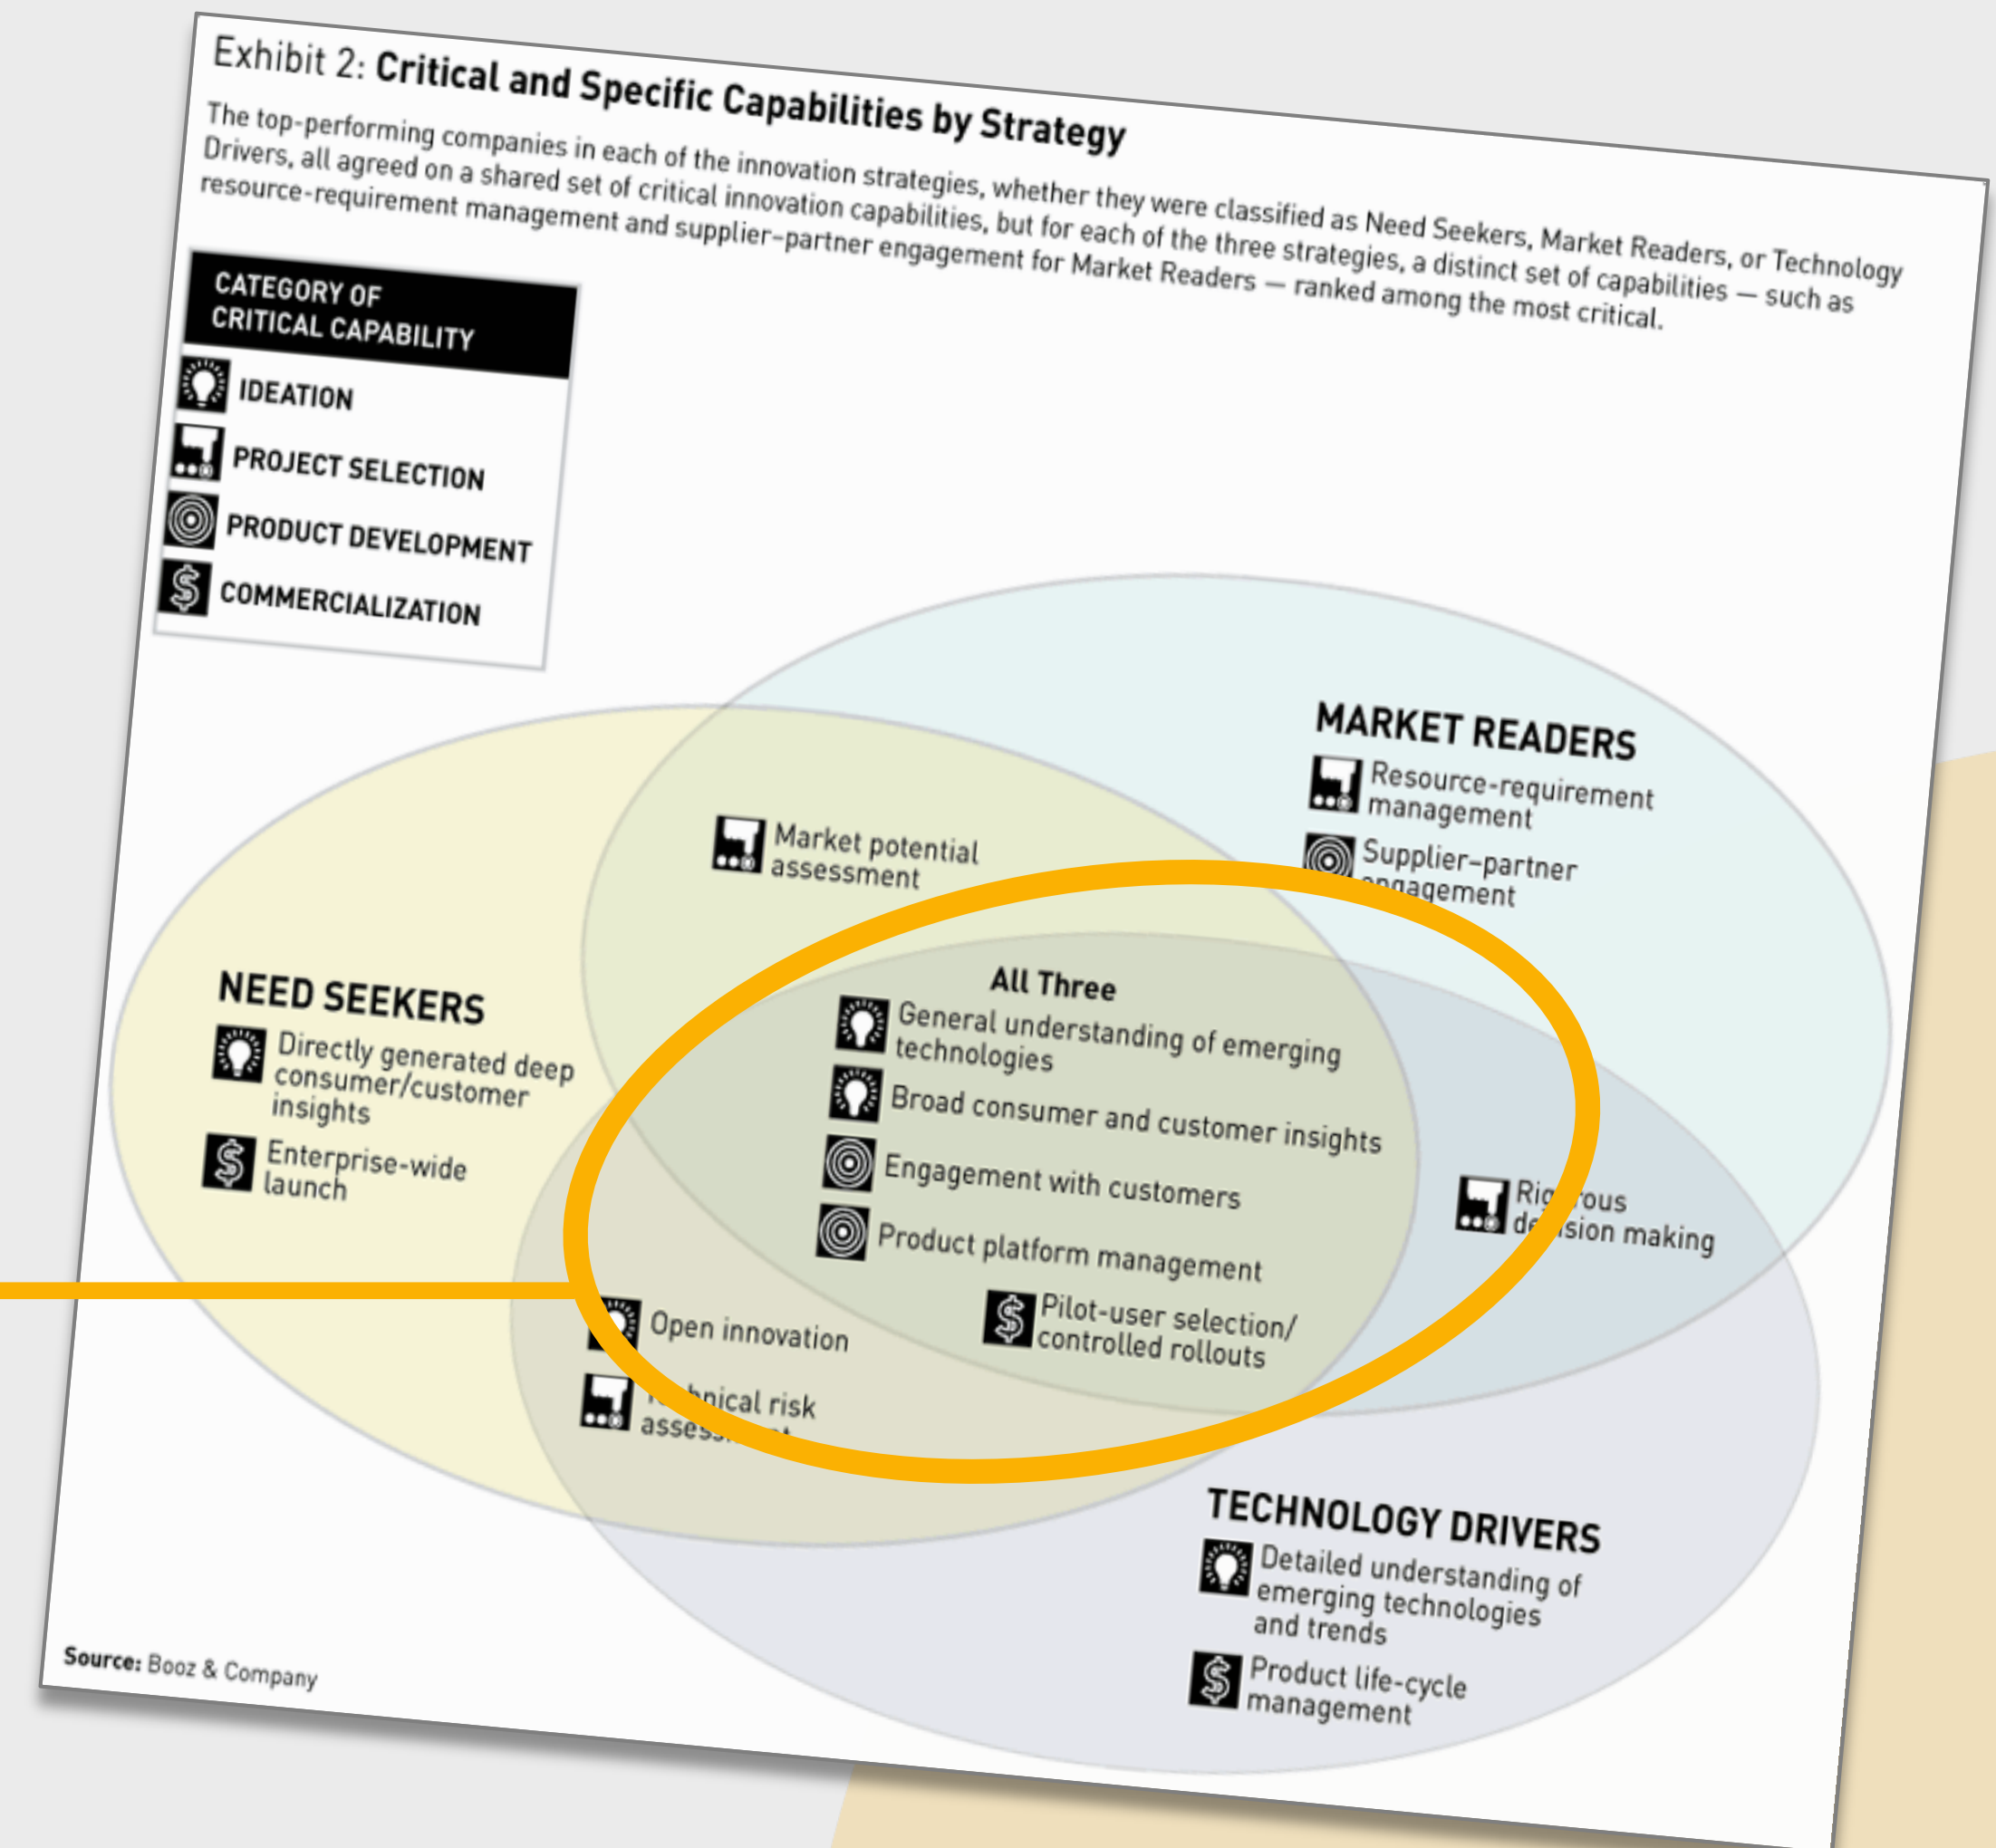 Exhibit 2: Critical and Specific Capabilities by Strategy
The top-performing companies in each of the innovation strategies, whether they were classified as Need Seekers, Market Readers, or Technology
Drivers, all agreed on a shared set of critical innovation capabilities, but for each of the three strategies, a distinct set of capabilities — such as
resource-requirement management and supplier–partner engagement for Market Readers — ranked among the most critical.
CATEGORY OF
CRITICAL CAPABILITY
IDEATION
PROJECT SELECTION
PRODUCT DEVELOPMENT
$ COMMERCIALIZATION
MARKET READERS
Resource-requirement
management
Supplier–partner
engagement
Market potential
assessment
NEED SEEKERS
Directly generated deep
consumer/customer
insights
$ Enterprise-wide
launch
All Three
General understanding of emerging
technologies
Broad consumer and customer insights
Engagement with customers
Product platform management
$ Pilot-user selection/
controlled rollouts
Rigorous
decision making
Open innovation
Technical risk
assessment
TECHNOLOGY DRIVERS
Detailed understanding of
emerging technologies
and trends
$ Product life-cycle
management
Source: Booz & Company